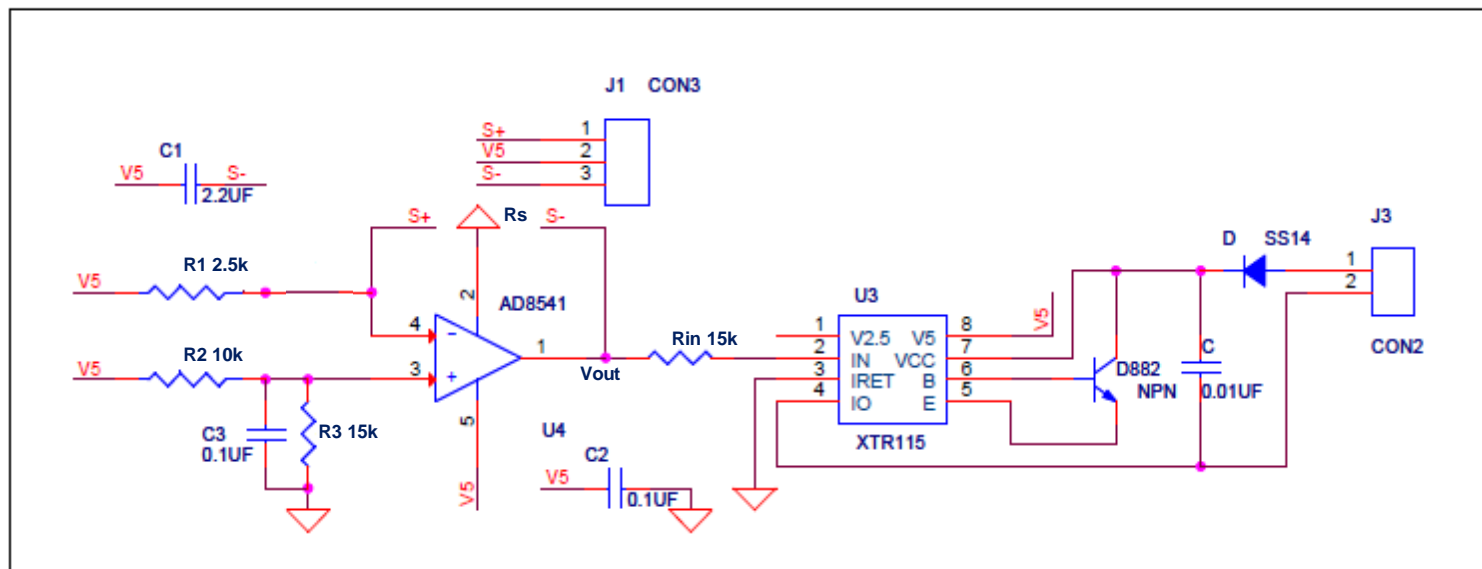 J1 CON3
S+ 1
V5 2
S- 3
C1
V5 S-
2.2UF
S+ Rs S-
R1 2.5k
V5
2
AD8541
4
R2 10k
V5
3
1
Vout
Rin 15k
5
V5
C3
0.1UF
R3 15k
U4
C2
V5
0.1UF
U3
1 V2.5 V5 8
2 IN VCC 7
3 IRET B 6
4 IO E 5
XTR115
V5
D882
NPN
C
0.01UF
D SS14
J3
1
2
CON2